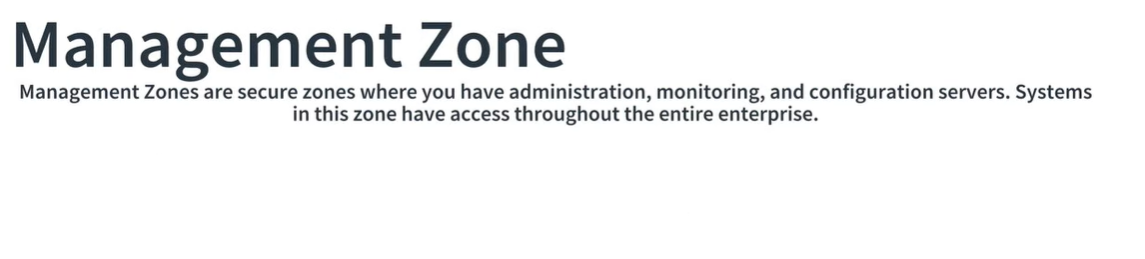 Management Zone
Management Zones are secure zones where you have administration, monitoring, and configuration servers. Systems
in this zone have access throughout the entire enterprise.